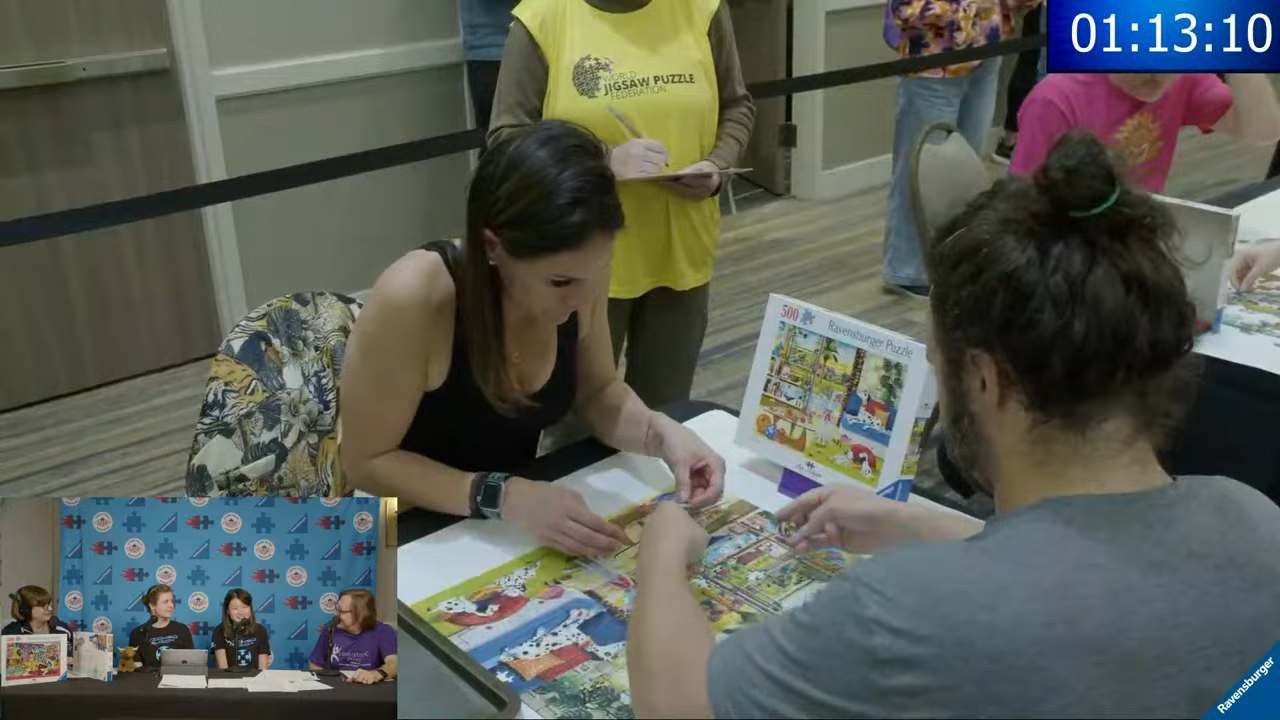 01:13:10
WORLD
JIGSAW PUZZLE
FEDERATION
500
Ravensburger Puzzle
Ravensburger